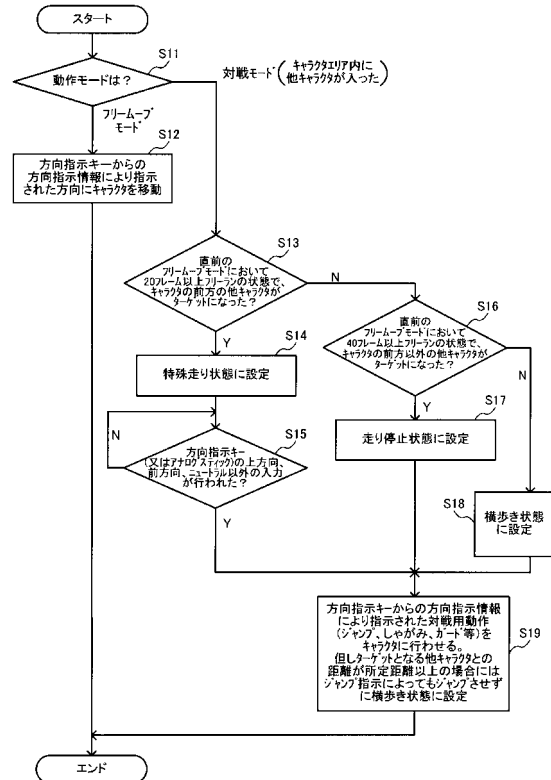 スタート
S11
動作モードは？
対戦モード(キャラクタエリア内に
他キャラクタが入った)
フリームーブ
モード
S12
方向指示キーからの
方向指示情報により指示
された方向にキャラクタを移動
S13
直前の
フリームーブモードにおいて
20フレーム以上フリーランの状態で、
キャラクタの前方の他キャラクタが
ターゲットになった？
N
Y
S14
特殊走り状態に設定
S15
方向指示キー
(又はアナログスティック)の上方向、
前方向、ニュートラル以外の入力
が行われた？
N
Y
S16
直前の
フリームーブモードにおいて
40フレーム以上フリーランの状態で、
キャラクタの前方以外の他キャラクタが
ターゲットになった？
Y
N
S17
走り停止状態に設定
S18
横歩き状態
に設定
方向指示キーからの方向指示情報
により指示された対戦用動作
(ジャンプ、しゃがみ、ガード等)を
キャラクタに行わせる。
但しターゲットとなる他キャラクタとの
距離が所定距離以上の場合には
ジャンプ指示によってもジャンプさせず
に横歩き状態に設定
S19
エンド